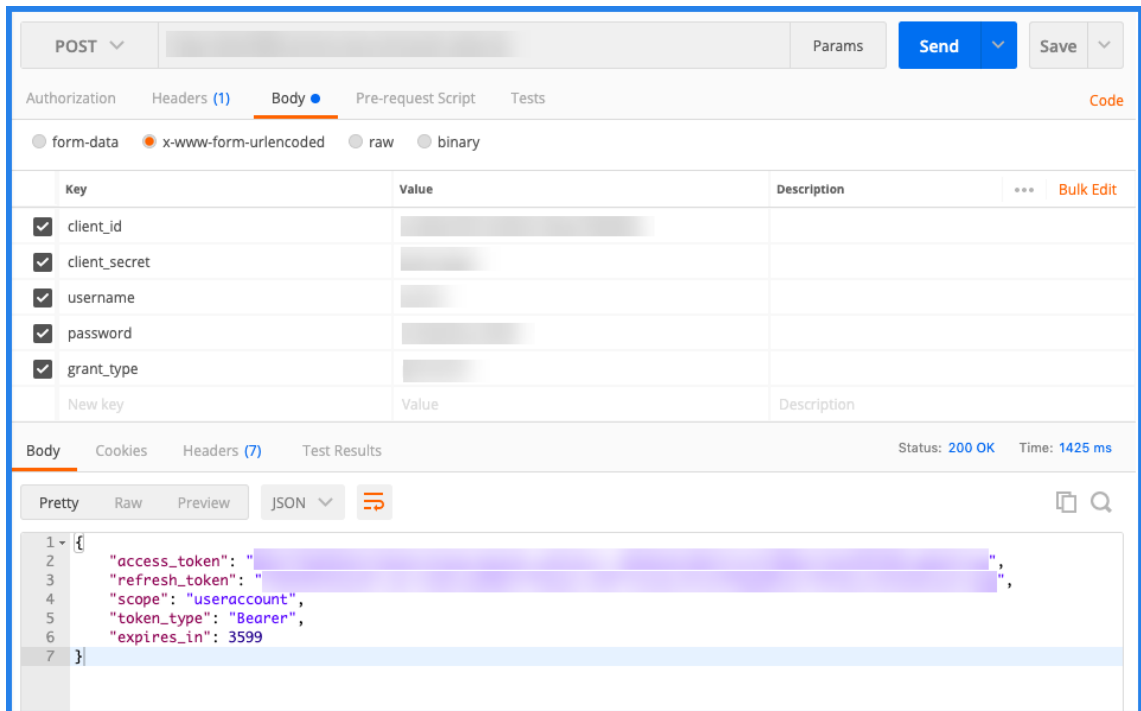 POST Params Send Save
Authorization Headers (1) Body Pre-request Script Tests Code
form-data x-www-form-urlencoded raw binary
Key Value Description ••• Bulk Edit
client_id
client_secret
username
password
grant_type
New key Value Description
Body Cookies Headers (7) Test Results Status: 200 OK Time: 1425 ms
Pretty Raw Preview JSON
1 {
2 "access_token": "",
3 "refresh_token": "",
4 "scope": "useraccount",
5 "token_type": "Bearer",
6 "expires_in": 3599
7 }